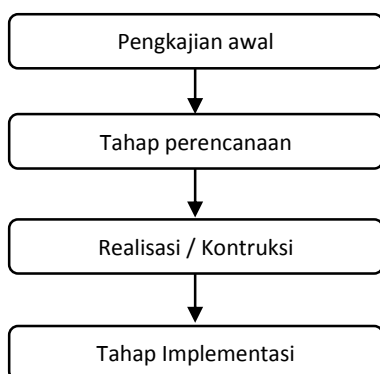 Pengkajian awal
Tahap perencanaan
Realisasi / Kontruksi
Tahap Implementasi